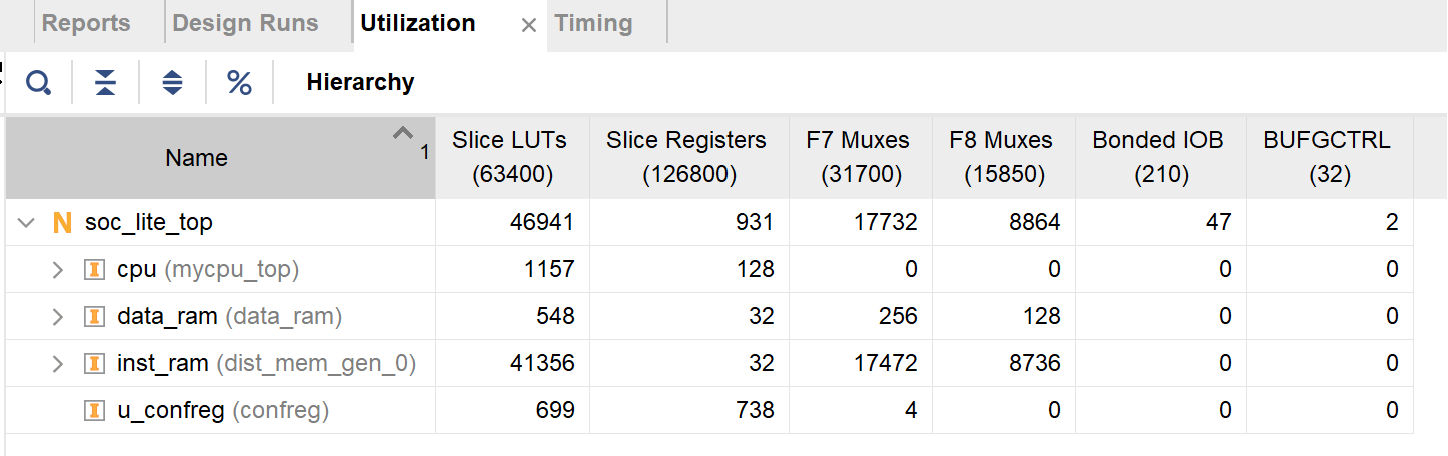 Reports Design Runs Utilization × Timing
% Hierarchy
Name 1 Slice LUTs (63400) Slice Registers (126800) F7 Muxes (31700) F8 Muxes (15850) Bonded IOB (210) BUFGCTRL (32)
N soc_lite_top 46941 931 17732 8864 47 2
I cpu (mycpu_top) 1157 128 0 0 0 0
I data_ram (data_ram) 548 32 256 128 0 0
I inst_ram (dist_mem_gen_0) 41356 32 17472 8736 0 0
I u_confreg (confreg) 699 738 4 0 0 0